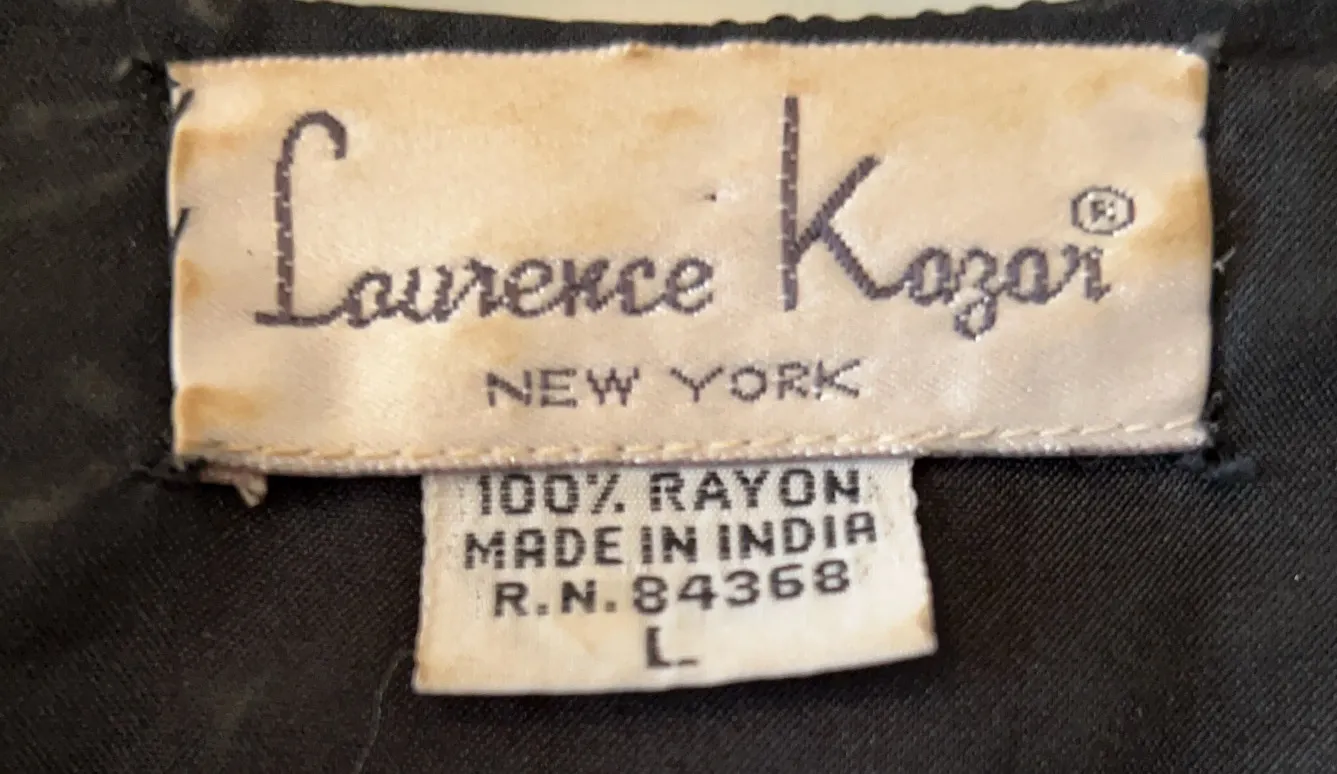 Laurence Kazar ®
NEW YORK
100% RAYON
MADE IN INDIA
R.N. 84368
L